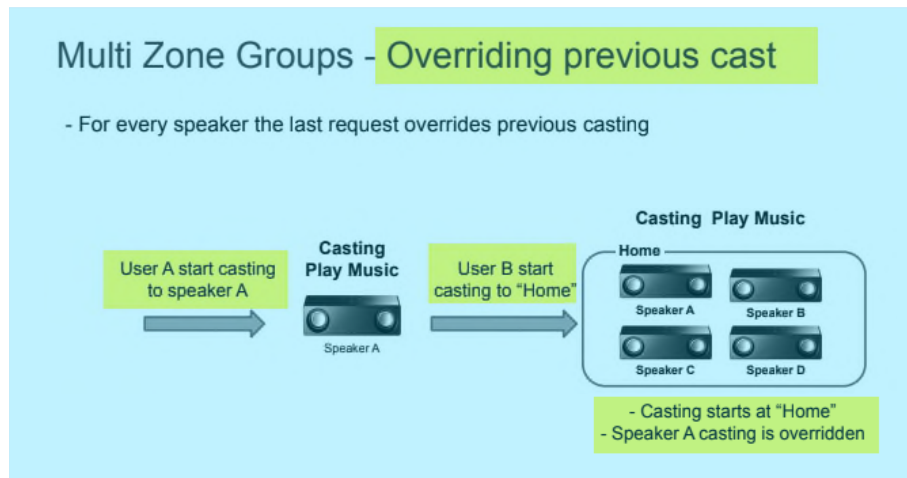 Multi Zone Groups - Overriding previous cast
- For every speaker the last request overrides previous casting
User A start casting
to speaker A
Casting
Play Music
Speaker A
User B start
casting to “Home”
Casting Play Music
Home
Speaker A
Speaker B
Speaker C
Speaker D
- Casting starts at “Home”
- Speaker A casting is overridden